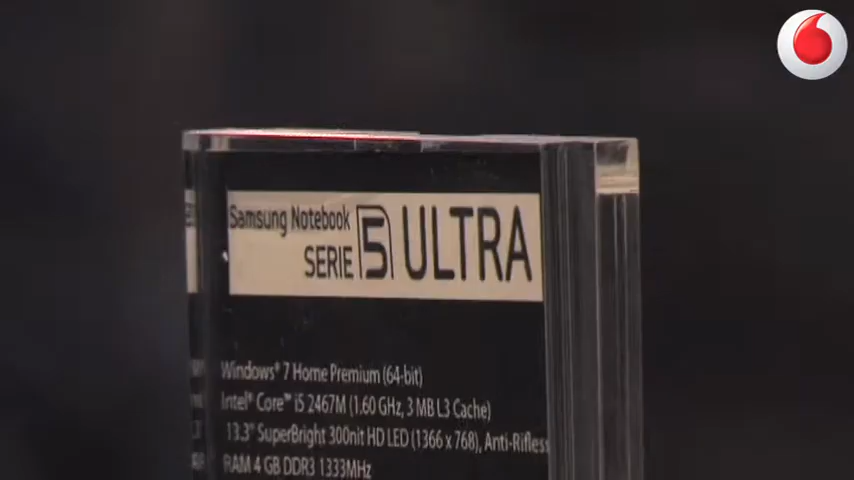 Samsung Notebook
SERIE 5 ULTRA
Windows® 7 Home Premium (64-bit)
Intel® Core™ i5 2467M (1.60 GHz, 3 MB L3 Cache)
13.3" SuperBright 300nit HD LED (1366 x 768), Anti-Rifless
RAM 4 GB DDR3 1333MHz